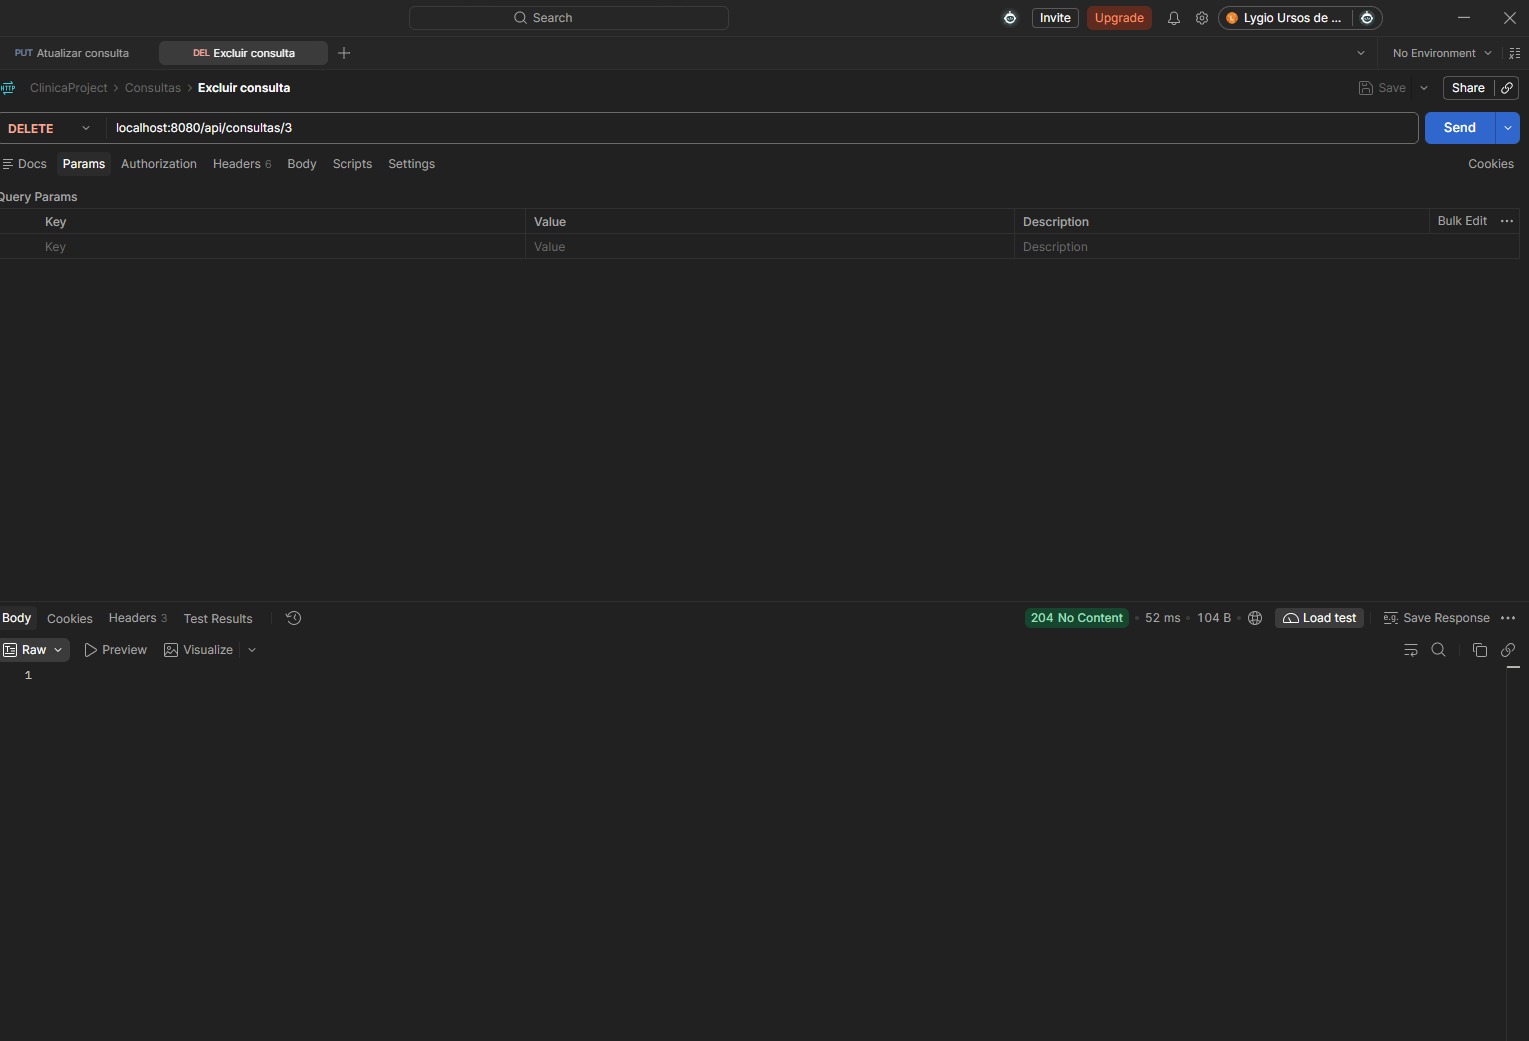 Search
Invite
Upgrade
Lygio Ursos de ...
PUT Atualizar consulta
DEL Excluir consulta
No Environment
HTTP
ClinicaProject > Consultas > Excluir consulta
Save
Share
DELETE
localhost:8080/api/consultas/3
Send
Docs
Params
Authorization
Headers 6
Body
Scripts
Settings
Cookies
Query Params
Key
Value
Description
Bulk Edit
Key
Value
Description
Body
Cookies
Headers 3
Test Results
204 No Content
52 ms
104 B
Load test
e.g. Save Response
Raw
Preview
Visualize
1